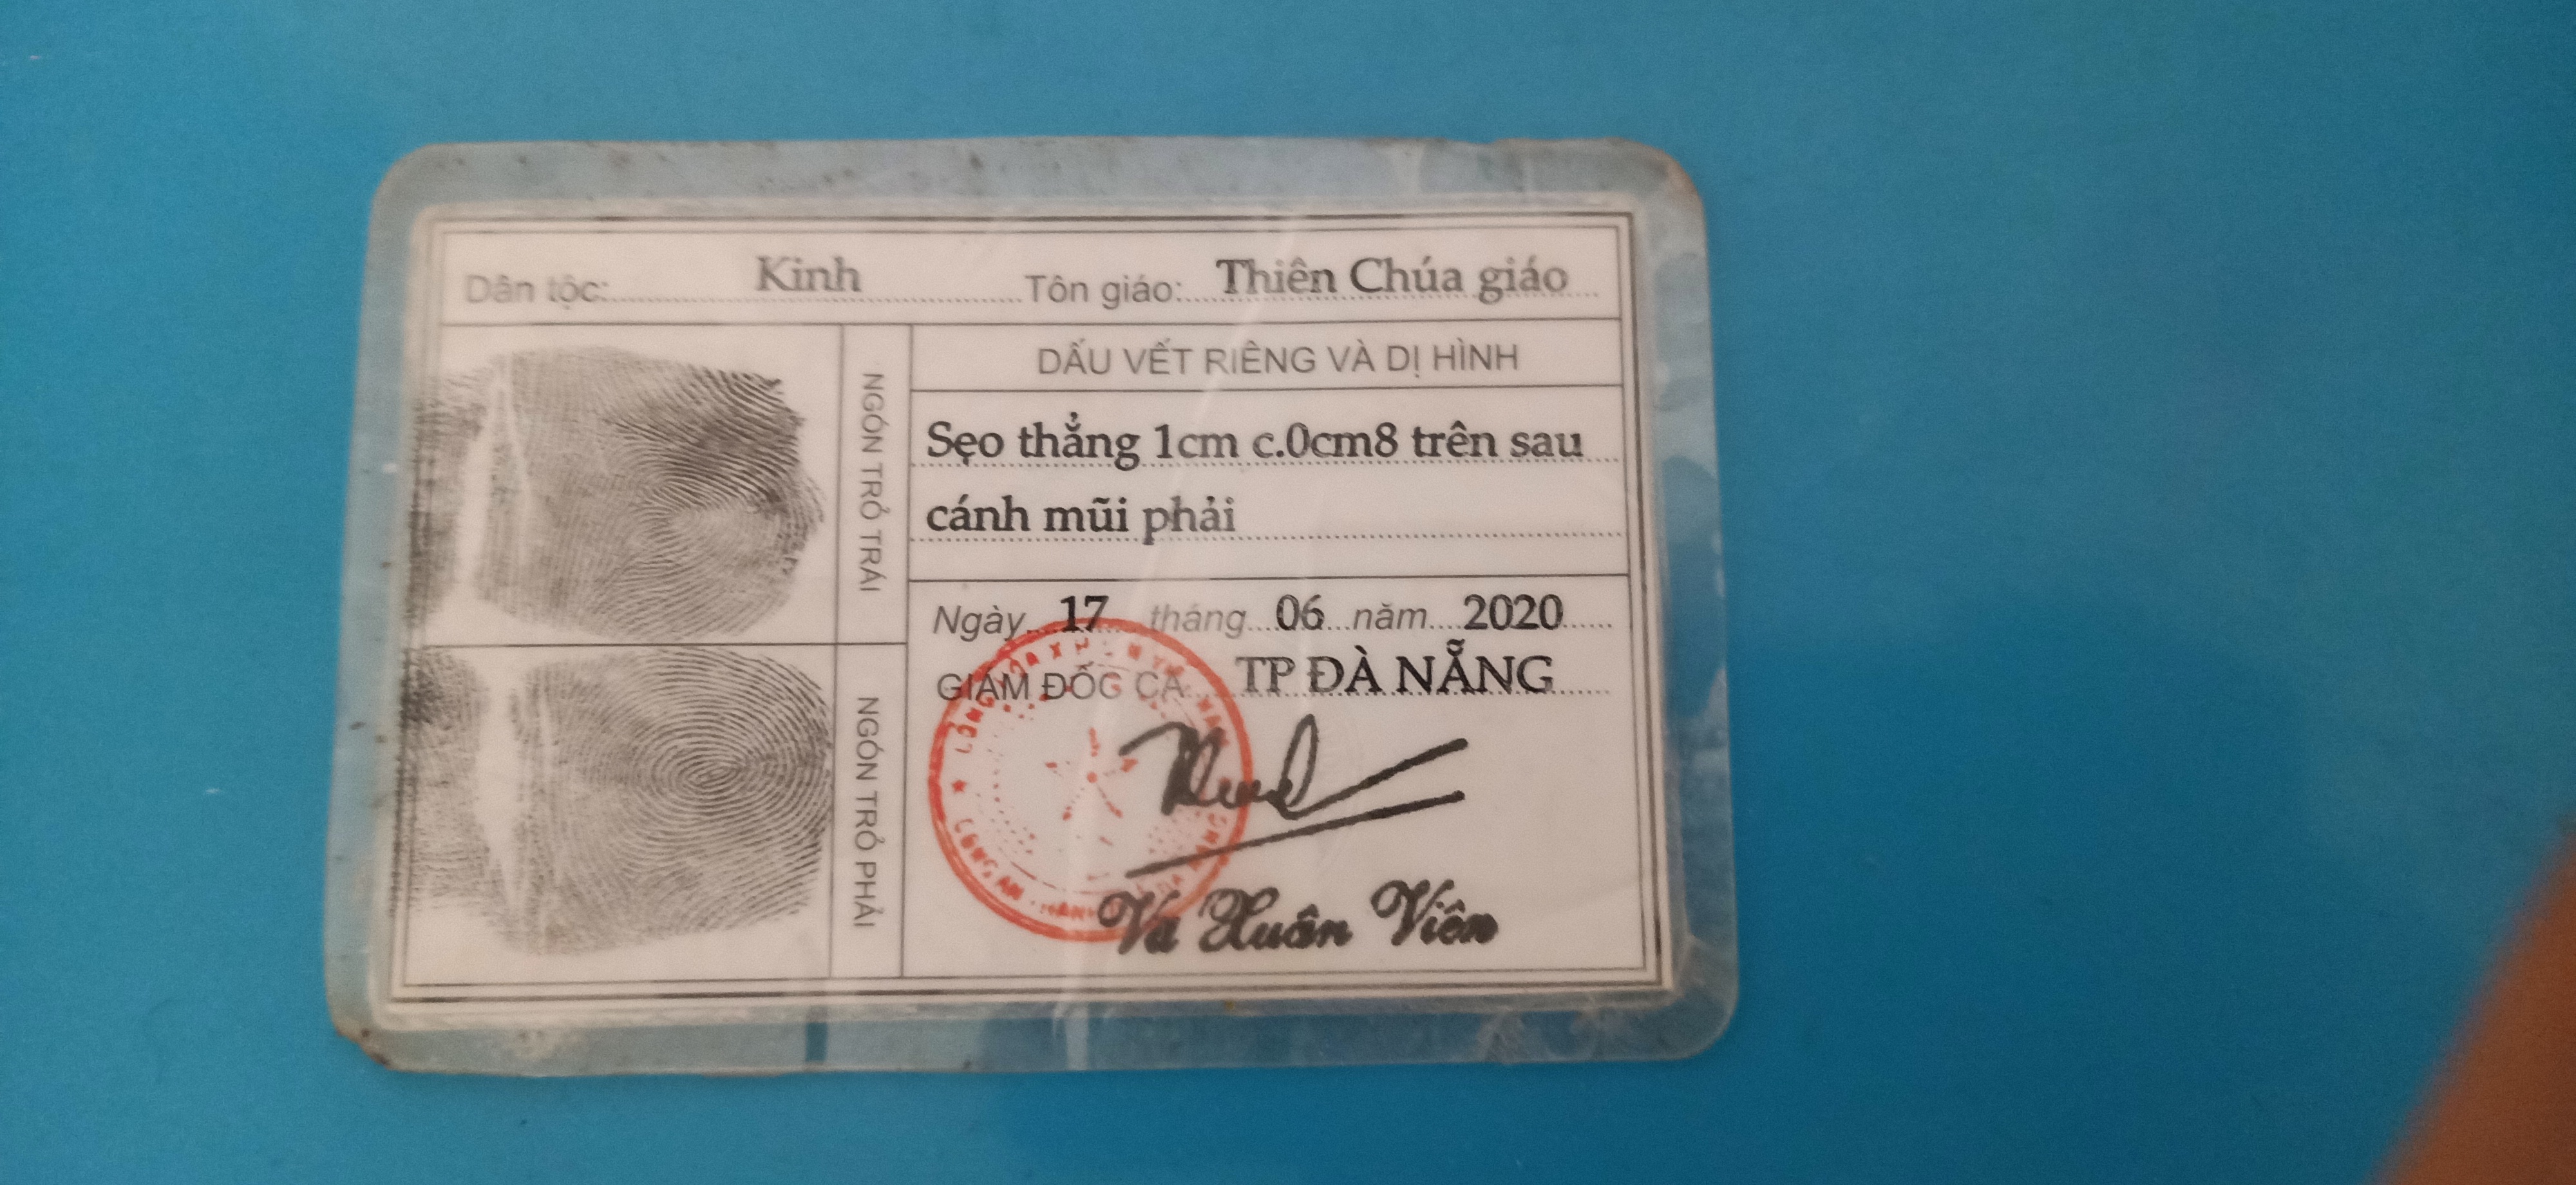 Dân tộc: Kinh Tôn giáo: Thiên Chúa giáo
NGÓN TRỎ TRÁI
NGÓN TRỎ PHẢI
DẤU VẾT RIÊNG VÀ DỊ HÌNH
Sẹo thẳng 1cm c.0cm8 trên sau
cánh mũi phải
Ngày 17 tháng 06 năm 2020
GIÁM ĐỐC CA TP ĐÀ NẴNG
CÔNG AN
Vũ Xuân Viên